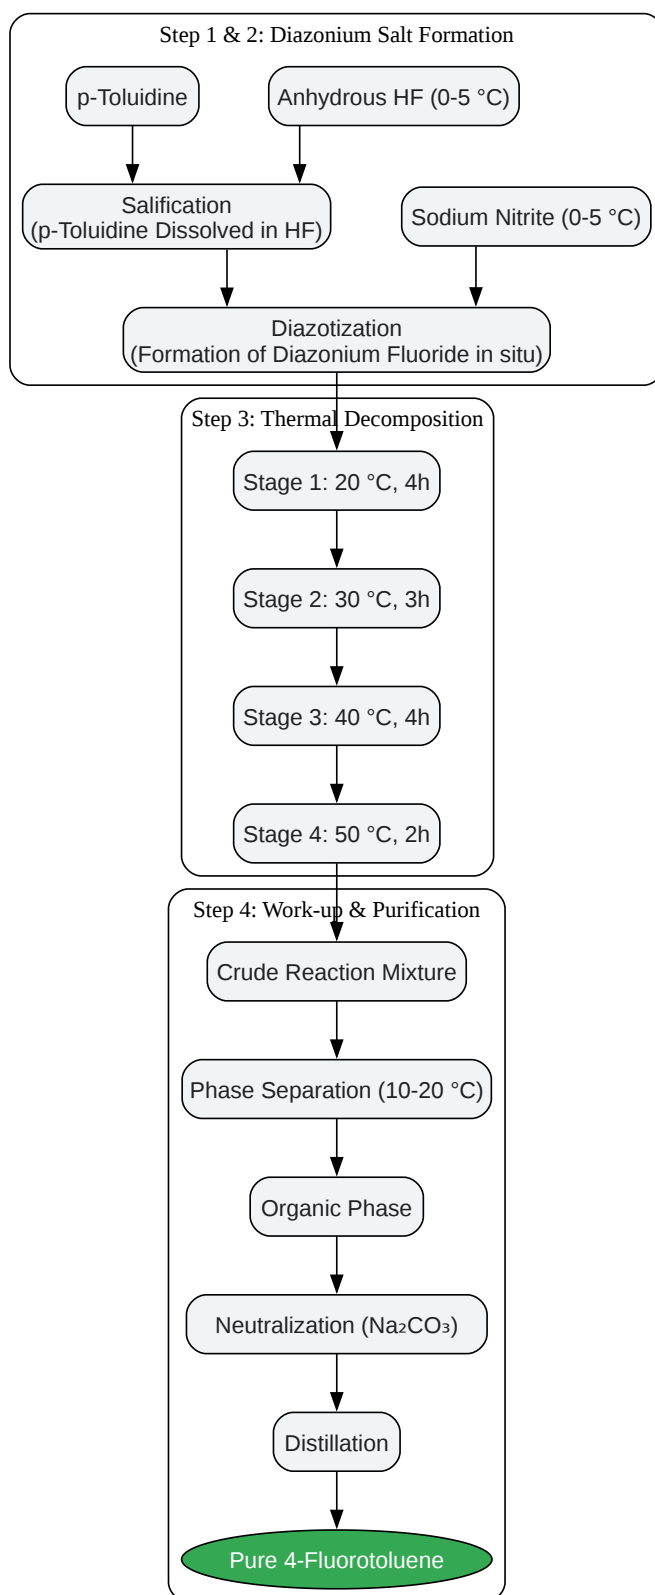 Step 1 & 2: Diazonium Salt Formation
p-Toluidine
Anhydrous HF (0-5 °C)
Salification
(p-Toluidine Dissolved in HF)
Sodium Nitrite (0-5 °C)
Diazotization
(Formation of Diazonium Fluoride in situ)
Step 3: Thermal Decomposition
Stage 1: 20 °C, 4h
Stage 2: 30 °C, 3h
Stage 3: 40 °C, 4h
Stage 4: 50 °C, 2h
Step 4: Work-up & Purification
Crude Reaction Mixture
Phase Separation (10-20 °C)
Organic Phase
Neutralization (Na₂CO₃)
Distillation
Pure 4-Fluorotoluene